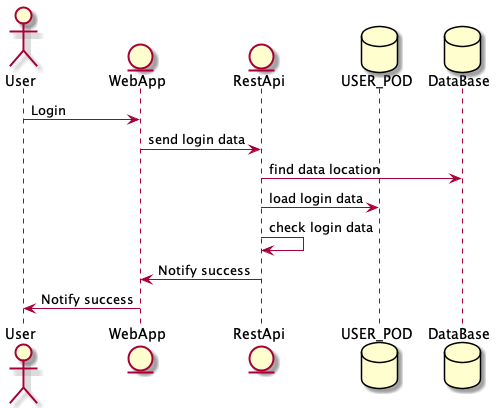 User
WebApp
RestApi
USER_POD
DataBase
Login
send login data
find data location
load login data
check login data
Notify success
Notify success
User
WebApp
RestApi
USER_POD
DataBase